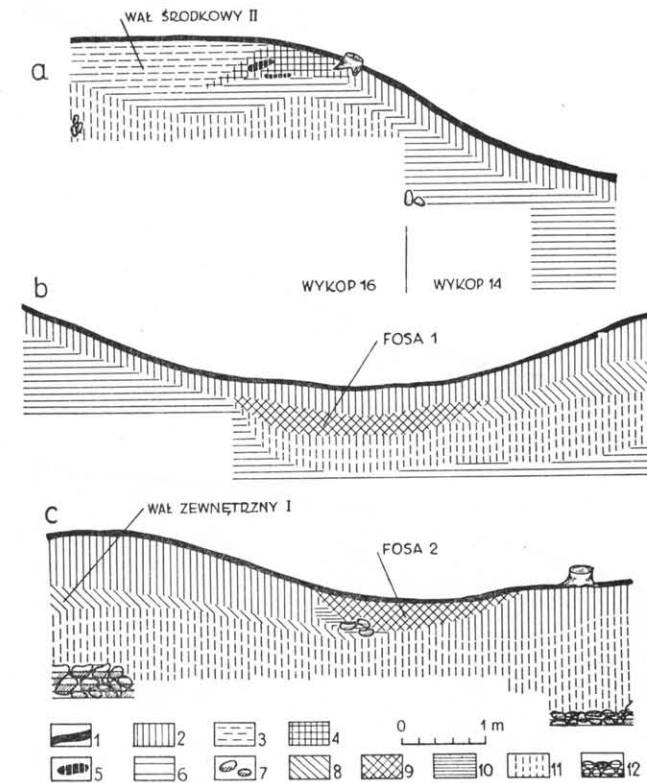 WAŁ ŚRODKOWY II
a
WYKOP 16 WYKOP 14
b
FOSA 1
c
WAŁ ZEWNĘTRZNY I
FOSA 2
1 2 3 4 0 1 m
5 6 7 8 9 10 11 12